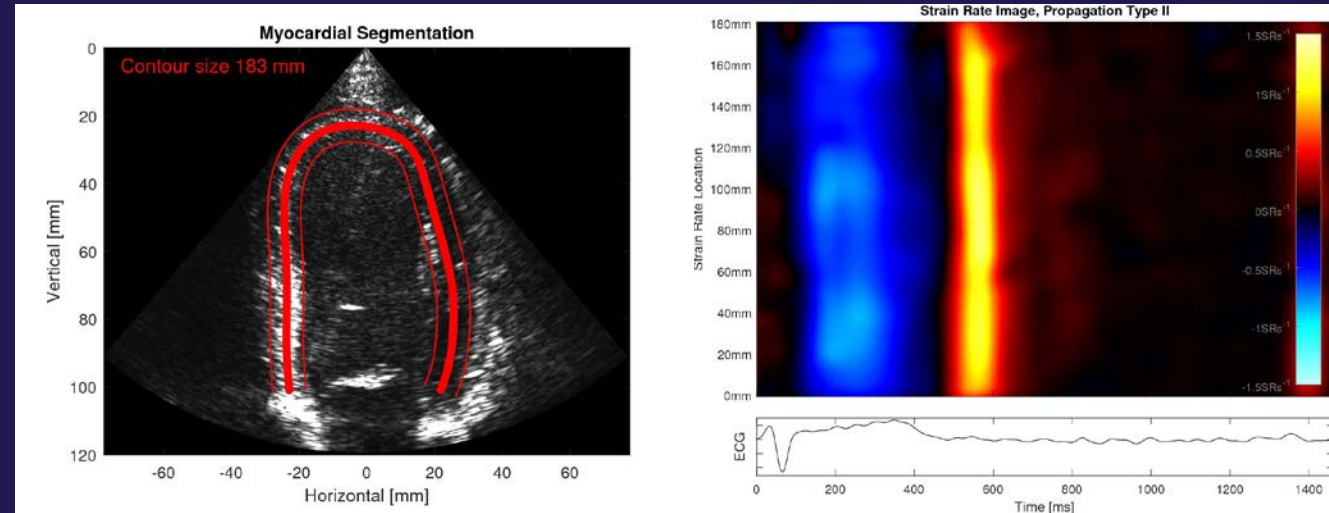 Myocardial Segmentation
Contour size 183 mm
0
20
40
60
80
100
120
Vertical [mm]
-60
-40
-20
0
20
40
60
Horizontal [mm]
Strain Rate Image, Propagation Type II
180mm
160mm
140mm
120mm
100mm
80mm
60mm
40mm
20mm
0mm
Strain Rate Location
1.5SRs⁻¹
1SRs⁻¹
0.5SRs⁻¹
0SRs⁻¹
-0.5SRs⁻¹
-1SRs⁻¹
-1.5SRs⁻¹
ECG
0
200
400
600
800
1000
1200
1400
Time [ms]